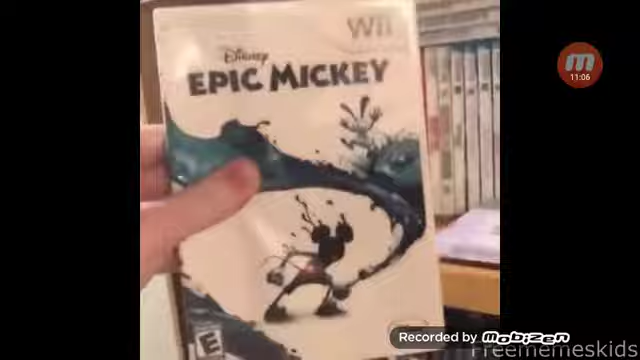 Wii
Disney
EPIC MICKEY
E
11:06
Recorded by MOBIZEN
Freememeskids